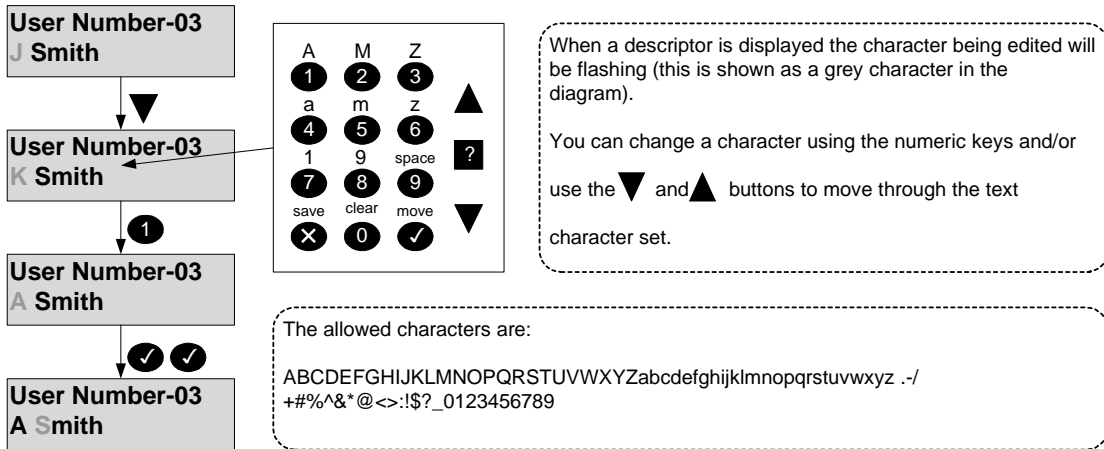 User Number-03
J Smith
User Number-03
K Smith
1
User Number-03
A Smith
✓ ✓
User Number-03
A Smith
A M Z
1 2 3
a m z
4 5 6
?
1 9 space
7 8 9
save clear move
✕ 0 ✓
When a descriptor is displayed the character being edited will
be flashing (this is shown as a grey character in the
diagram).
You can change a character using the numeric keys and/or
use the ▼ and ▲ buttons to move through the text
character set.
The allowed characters are:
ABCDEFGHIJKLMNOPQRSTUVWXYZabcdefghijklmnopqrstuvwxyz .-/
+#%^&*@<>:!$?_0123456789